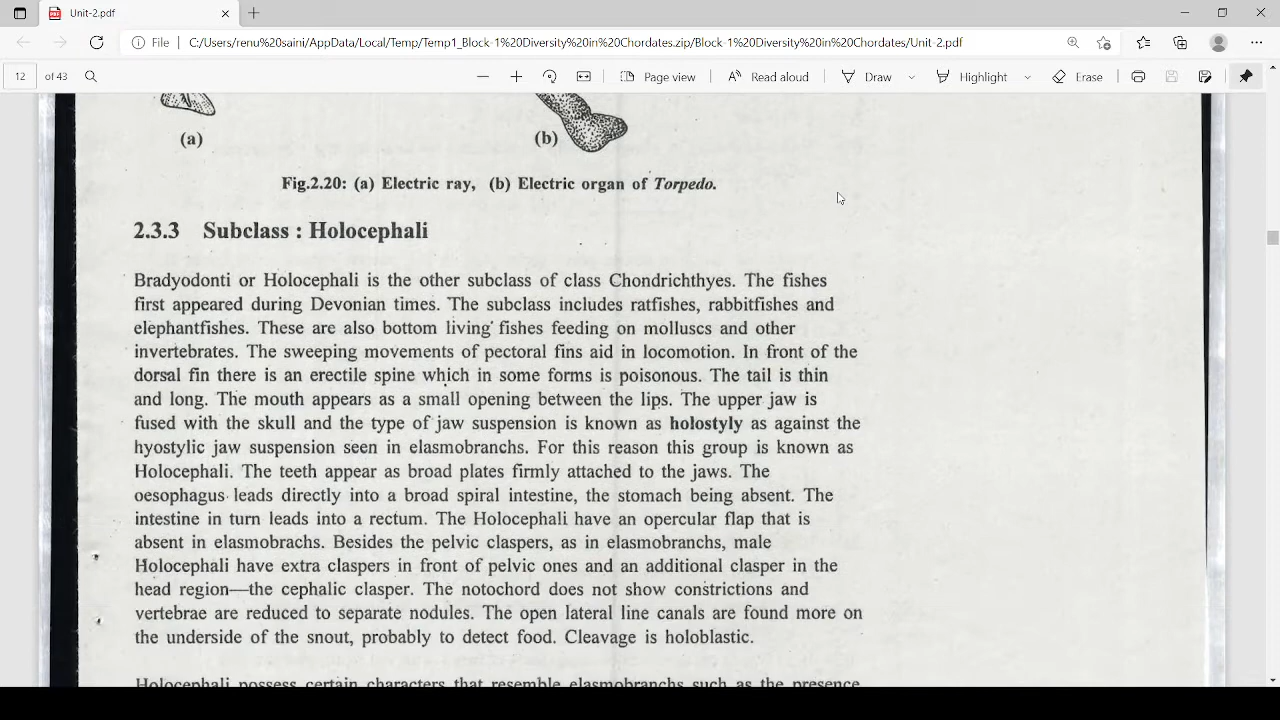 Unit-2.pdf
File C:/Users/renu%20saini/AppData/Local/Temp/Temp1_Block-1%20Diversity%20in%20Chordates.zip/Block-1%20Diversity%20in%20Chordates/Unit-2.pdf
12 of 43 Page view Read aloud Draw Highlight Erase
(a) (b)
Fig.2.20: (a) Electric ray, (b) Electric organ of Torpedo.
2.3.3 Subclass : Holocephali
Bradyodonti or Holocephali is the other subclass of class Chondrichthyes. The fishes
first appeared during Devonian times. The subclass includes ratfishes, rabbitfishes and
elephantfishes. These are also bottom living fishes feeding on molluscs and other
invertebrates. The sweeping movements of pectoral fins aid in locomotion. In front of the
dorsal fin there is an erectile spine which in some forms is poisonous. The tail is thin
and long. The mouth appears as a small opening between the lips. The upper jaw is
fused with the skull and the type of jaw suspension is known as holostyly as against the
hyostylic jaw suspension seen in elasmobranchs. For this reason this group is known as
Holocephali. The teeth appear as broad plates firmly attached to the jaws. The
oesophagus leads directly into a broad spiral intestine, the stomach being absent. The
intestine in turn leads into a rectum. The Holocephali have an opercular flap that is
absent in elasmobrachs. Besides the pelvic claspers, as in elasmobranchs, male
Holocephali have extra claspers in front of pelvic ones and an additional clasper in the
head region—the cephalic clasper. The notochord does not show constrictions and
vertebrae are reduced to separate nodules. The open lateral line canals are found more on
the underside of the snout, probably to detect food. Cleavage is holoblastic.
Holocephali possess certain characters that resemble elasmobranchs such as the presence